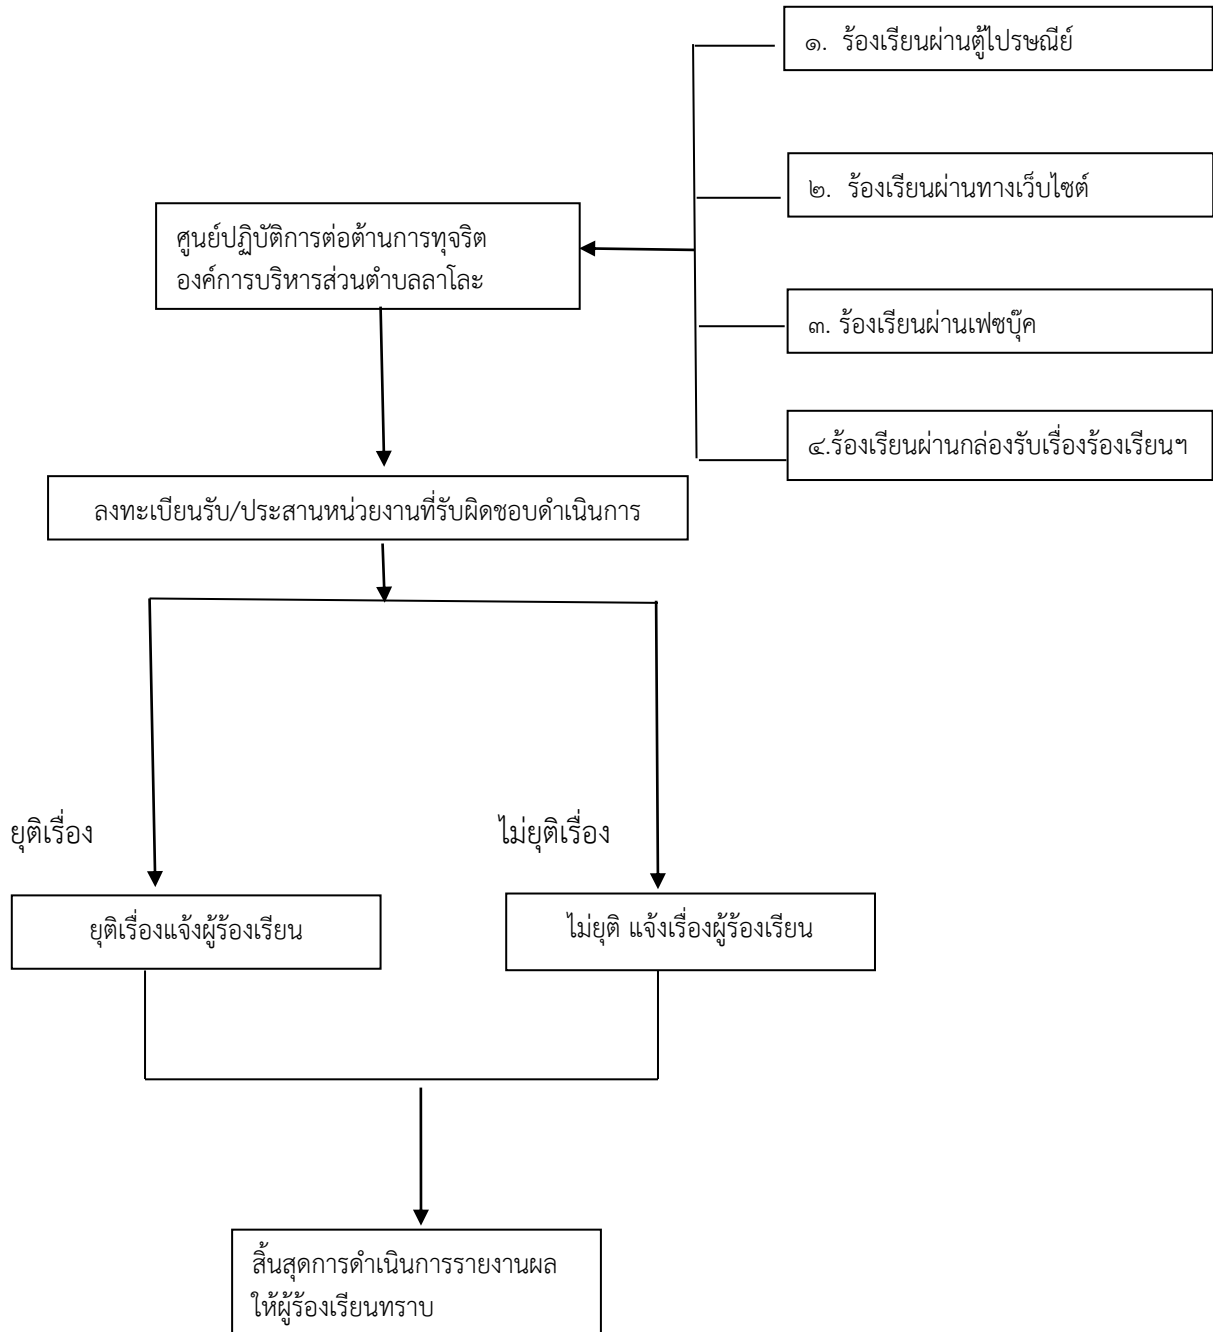 ๑. ร้องเรียนผ่านตู้ไปรษณีย์
๒. ร้องเรียนผ่านทางเว็บไซต์
ศูนย์ปฏิบัติการต่อต้านการทุจริต
องค์การบริหารส่วนตำบลลาโละ
๓. ร้องเรียนผ่านเฟซบุ๊ค
๔.ร้องเรียนผ่านกล่องรับเรื่องร้องเรียนฯ
ลงทะเบียนรับ/ประสานหน่วยงานที่รับผิดชอบดำเนินการ
ยุติเรื่อง
ไม่ยุติเรื่อง
ยุติเรื่องแจ้งผู้ร้องเรียน
ไม่ยุติ แจ้งเรื่องผู้ร้องเรียน
สิ้นสุดการดำเนินการรายงานผล
ให้ผู้ร้องเรียนทราบ